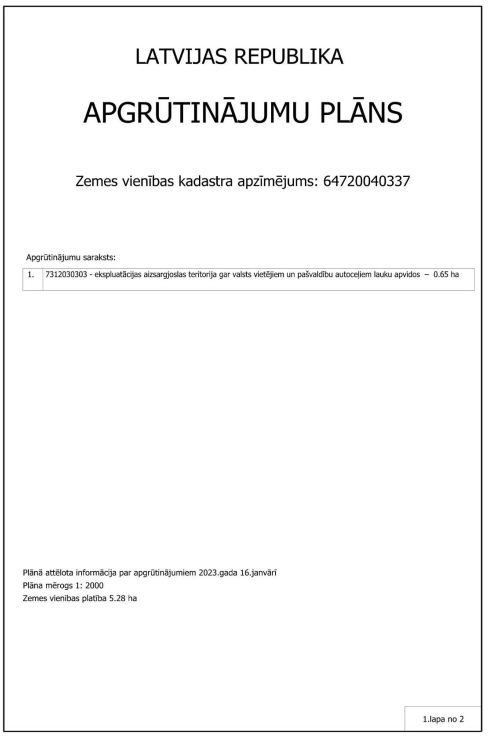 LATVIJAS REPUBLIKA
APGRŪTINĀJUMU PLĀNS
Zemes vienības kadastra apzīmējums: 64720040337
Apgrūtinājumu saraksts:
1. 7312030303 - ekspluatācijas aizsargjoslas teritorija gar valsts vietējiem un pašvaldību autoceļiem lauku apvidos – 0.65 ha
Plānā attēlota informācija par apgrūtinājumiem 2023.gada 16.janvārī
Plāna mērogs 1: 2000
Zemes vienības platība 5.28 ha
1.lapa no 2